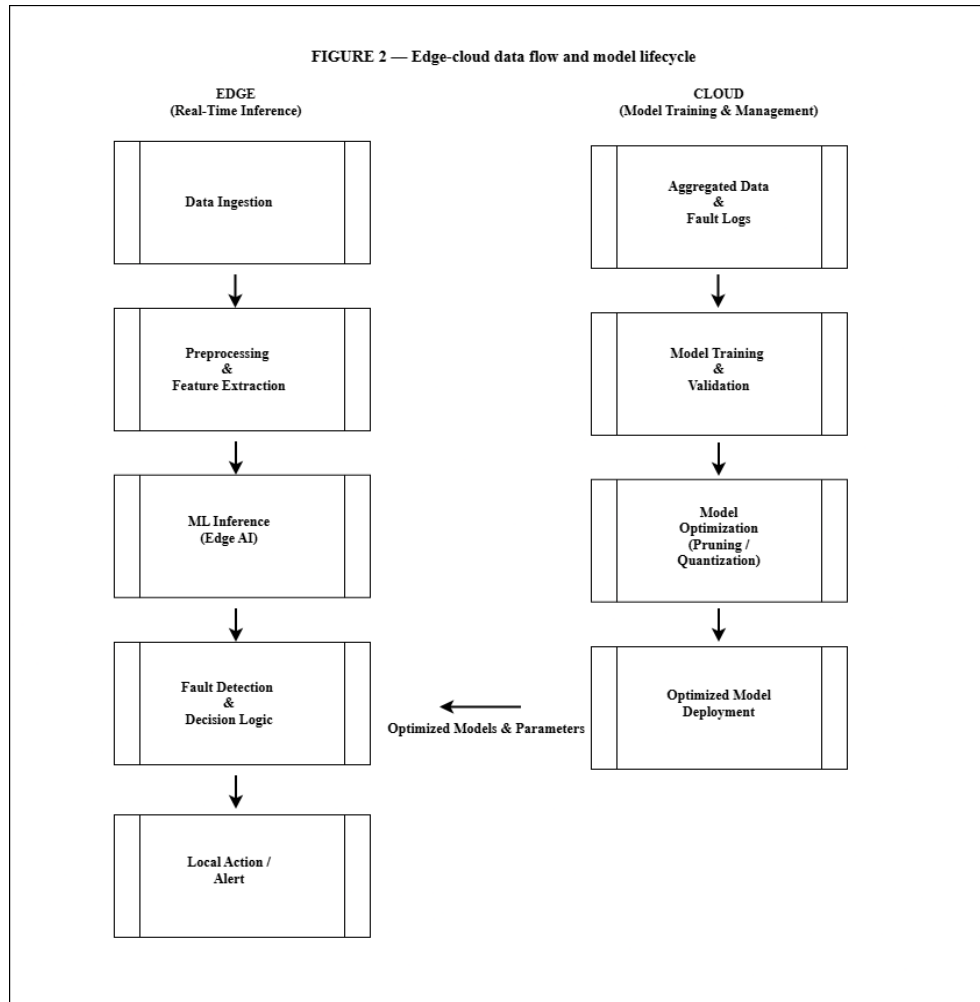 FIGURE 2 — Edge-cloud data flow and model lifecycle
EDGE
(Real-Time Inference)
Data Ingestion
Preprocessing
&
Feature Extraction
ML Inference
(Edge AI)
Fault Detection
&
Decision Logic
Local Action /
Alert
Optimized Models & Parameters
CLOUD
(Model Training & Management)
Aggregated Data
&
Fault Logs
Model Training
&
Validation
Model
Optimization
(Pruning /
Quantization)
Optimized Model
Deployment